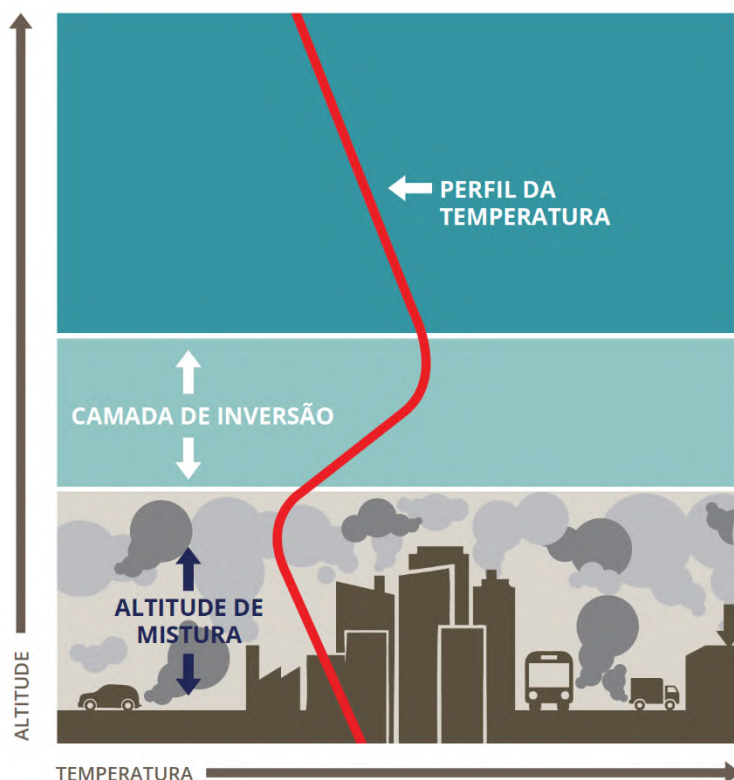 PERFIL DA
TEMPERATURA
CAMADA DE INVERSÃO
ALTITUDE DE
MISTURA
ALTITUDE
TEMPERATURA